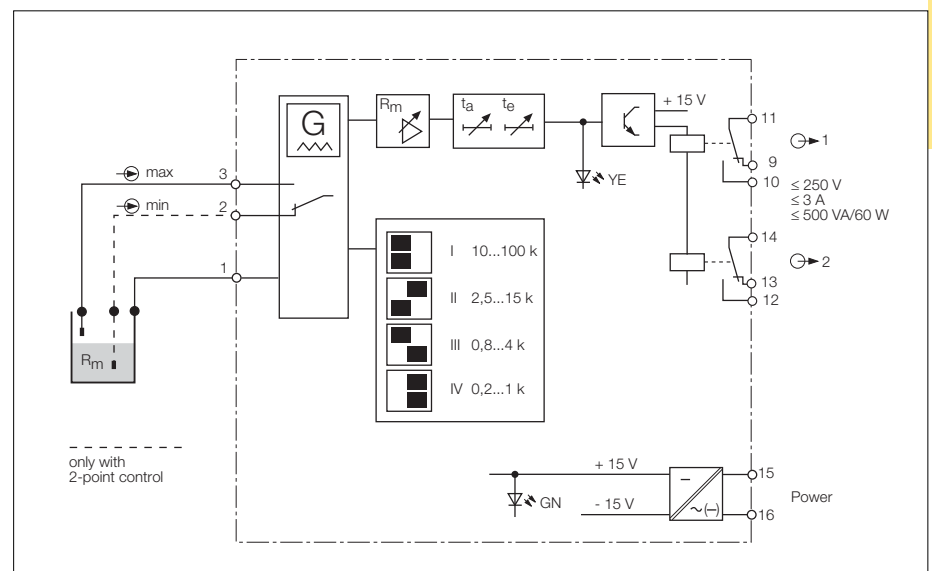 G
Rm
ta te
+ 15 V
11
1
9
10 ≤ 250 V
≤ 3 A
≤ 500 VA/60 W
YE
max 3
min 2
1
14
2
13
12
I 10...100 k
II 2,5...15 k
III 0,8...4 k
IV 0,2...1 k
Rm
only with
2-point control
+ 15 V
15
GN
- 15 V
– ~(–)
16
Power